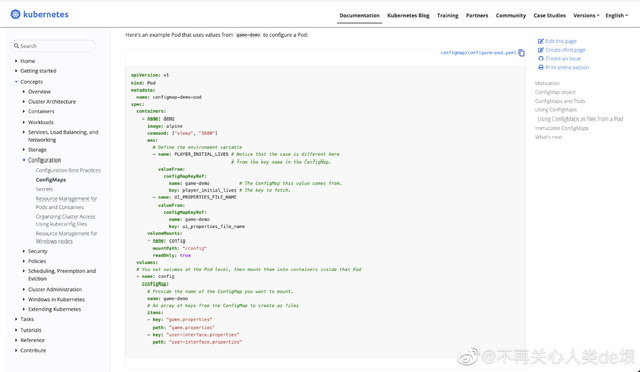 kubernetes
Documentation Kubernetes Blog Training Partners Community Case Studies Versions English
Search
Home
Getting started
Concepts
Overview
Cluster Architecture
Containers
Workloads
Services, Load Balancing, and
Networking
Storage
Configuration
Configuration Best Practices
ConfigMaps
Secrets
Resource Management for
Pods and Containers
Organizing Cluster Access
Using kubeconfig Files
Resource Management for
Windows nodes
Security
Policies
Scheduling, Preemption and
Eviction
Cluster Administration
Windows in Kubernetes
Extending Kubernetes
Tasks
Tutorials
Reference
Contribute
Here's an example Pod that uses values from game-demo to configure a Pod:
configmap/configure-pod.yaml
apiVersion: v1
kind: Pod
metadata:
name: configmap-demo-pod
spec:
containers:
- name: demo
image: alpine
command: ["sleep", "3600"]
env:
# Define the environment variable
- name: PLAYER_INITIAL_LIVES # Notice that the case is different here
# from the key name in the ConfigMap.
valueFrom:
configMapKeyRef:
name: game-demo # The ConfigMap this value comes from.
key: player_initial_lives # The key to fetch.
- name: UI_PROPERTIES_FILE_NAME
valueFrom:
configMapKeyRef:
name: game-demo
key: ui_properties_file_name
volumeMounts:
- name: config
mountPath: "/config"
readOnly: true
volumes:
# You set volumes at the Pod level, then mount them into containers inside that Pod
- name: config
configMap:
# Provide the name of the ConfigMap you want to mount.
name: game-demo
# An array of keys from the ConfigMap to create as files
items:
- key: "game.properties"
path: "game.properties"
- key: "user-interface.properties"
path: "user-interface.properties"
Edit this page
Create child page
Create an issue
Print entire section
Motivation
ConfigMap object
ConfigMaps and Pods
Using ConfigMaps
Using ConfigMaps as files from a Pod
Immutable ConfigMaps
What's next
@不再关心人类de垠